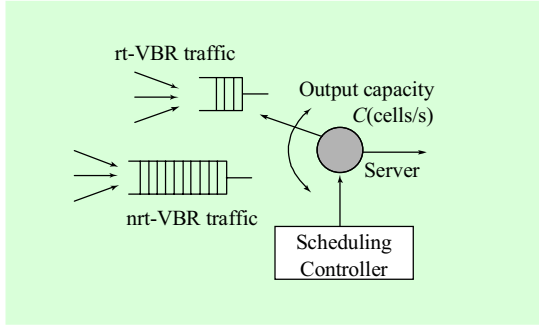 rt-VBR traffic
Output capacity
C(cells/s)
Server
nrt-VBR traffic
Scheduling
Controller